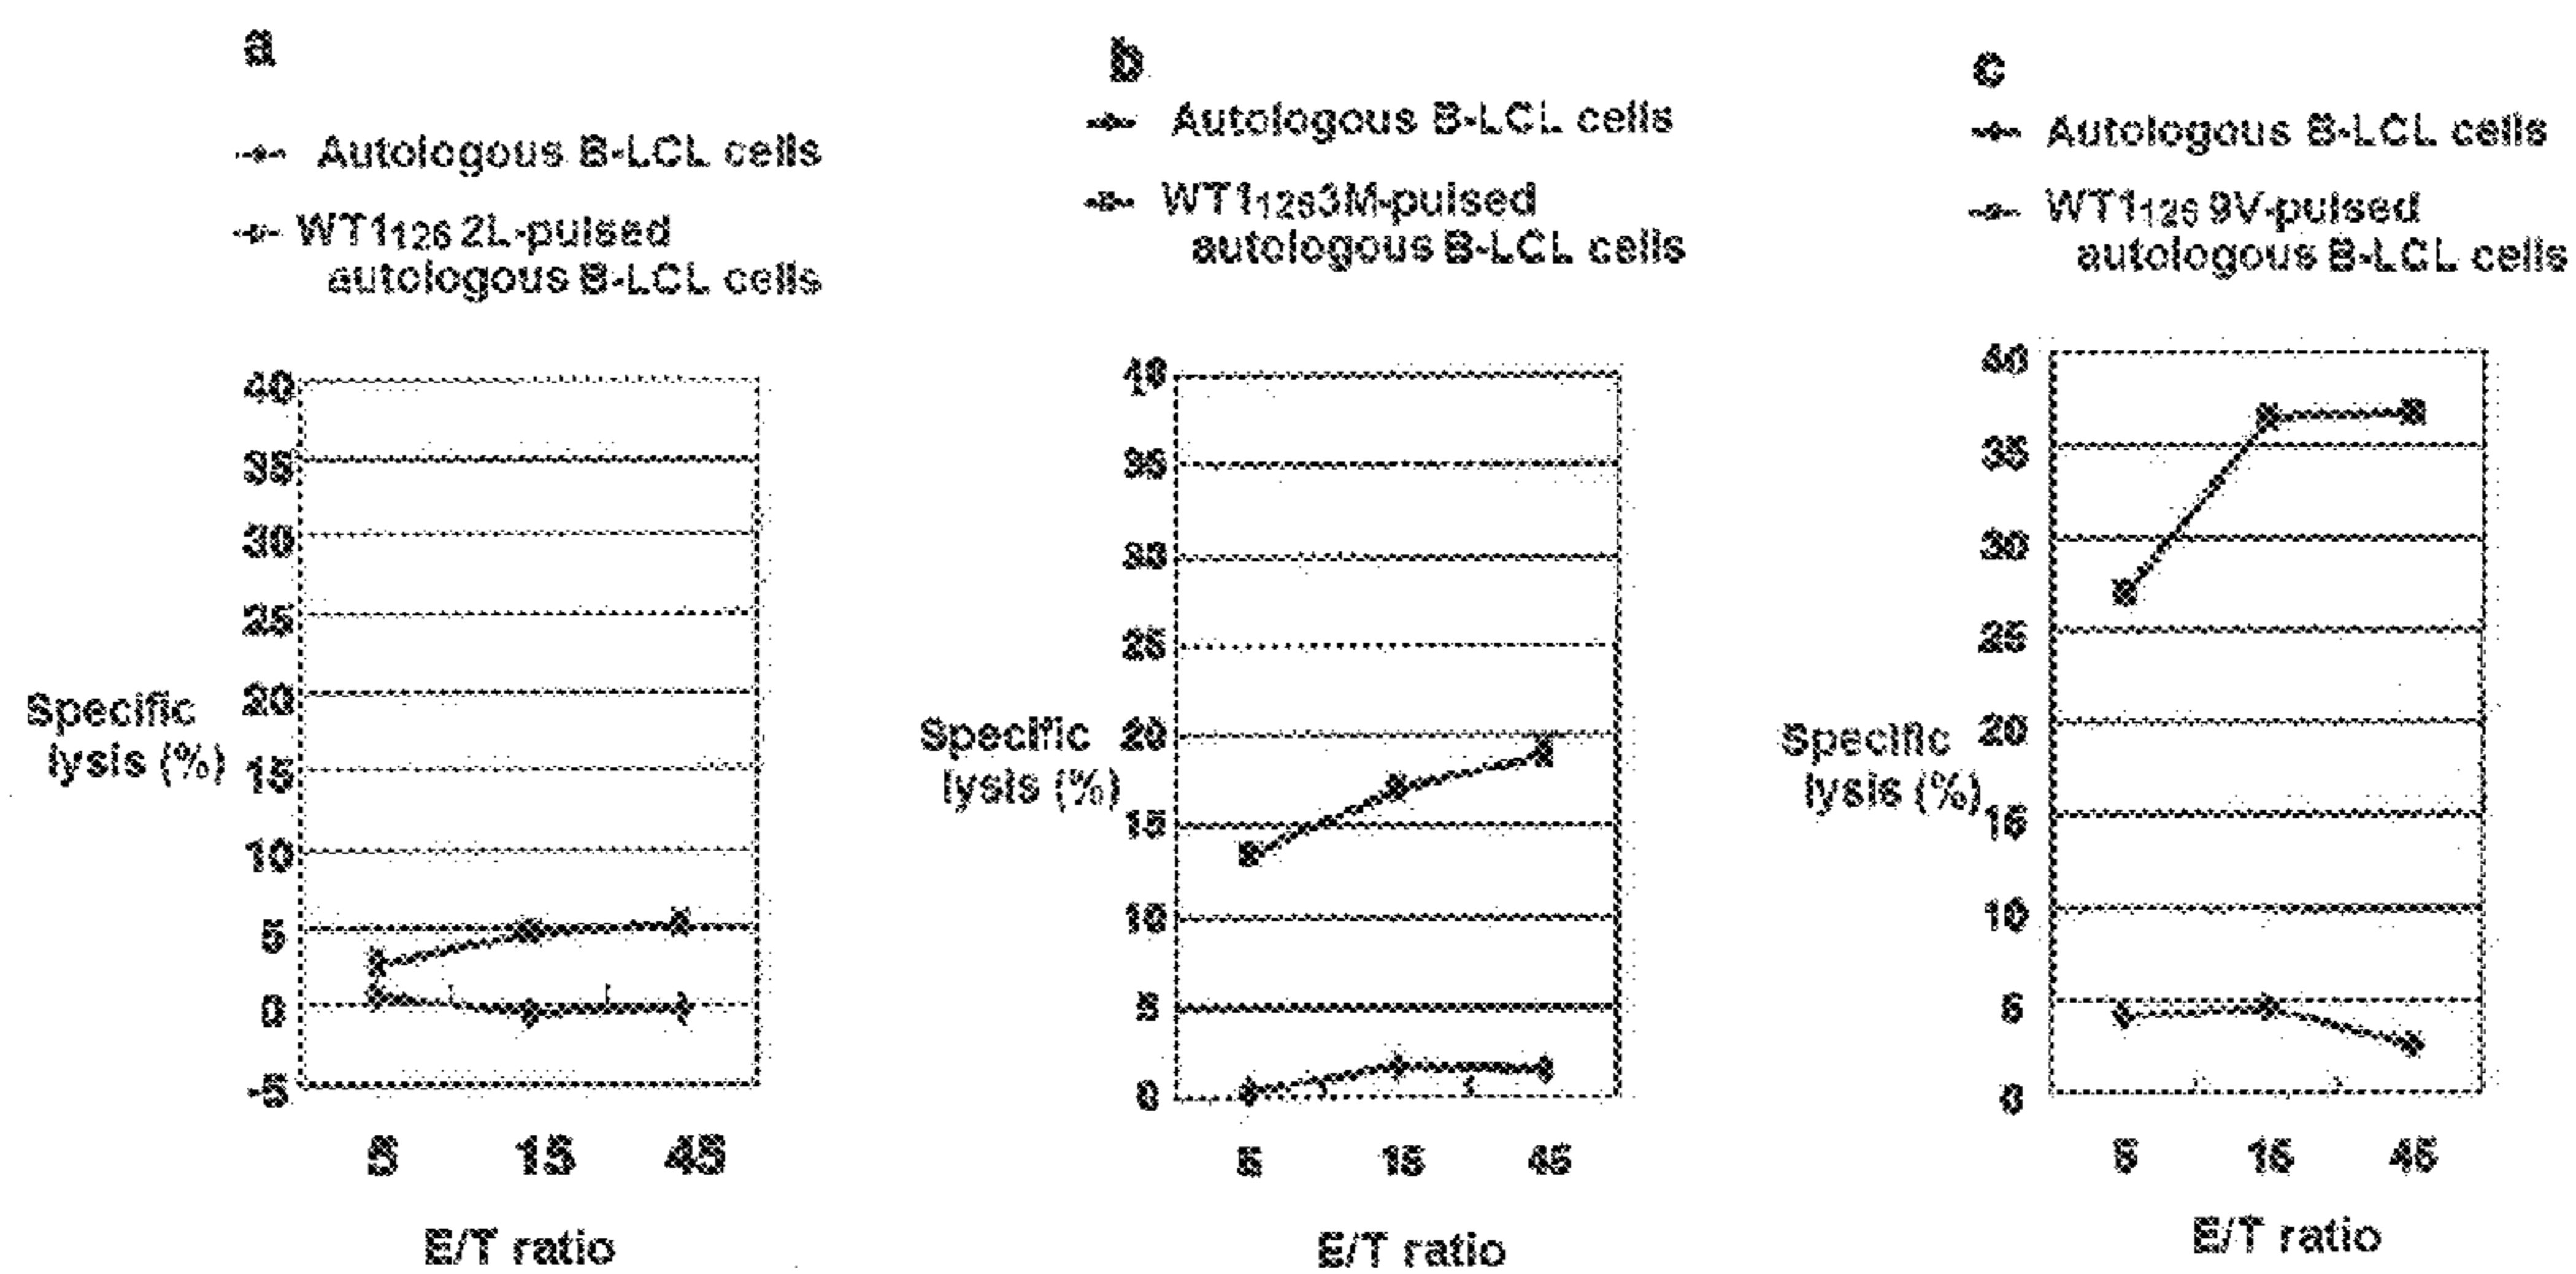 a
Autologous B-LCL cells
WT1126 2L-pulsed
autologous B-LCL cells
40
35
30
25
20
15
10
5
0
-5
Specific
lysis (%)
5 15 45
E/T ratio
b
Autologous B-LCL cells
WT11263M-pulsed
autologous B-LCL cells
40
35
30
25
20
15
10
5
0
Specific
lysis (%)
5 15 45
E/T ratio
c
Autologous B-LCL cells
WT1126 9V-pulsed
autologous B-LCL cells
40
35
30
25
20
15
10
5
0
Specific
lysis (%)
5 15 45
E/T ratio